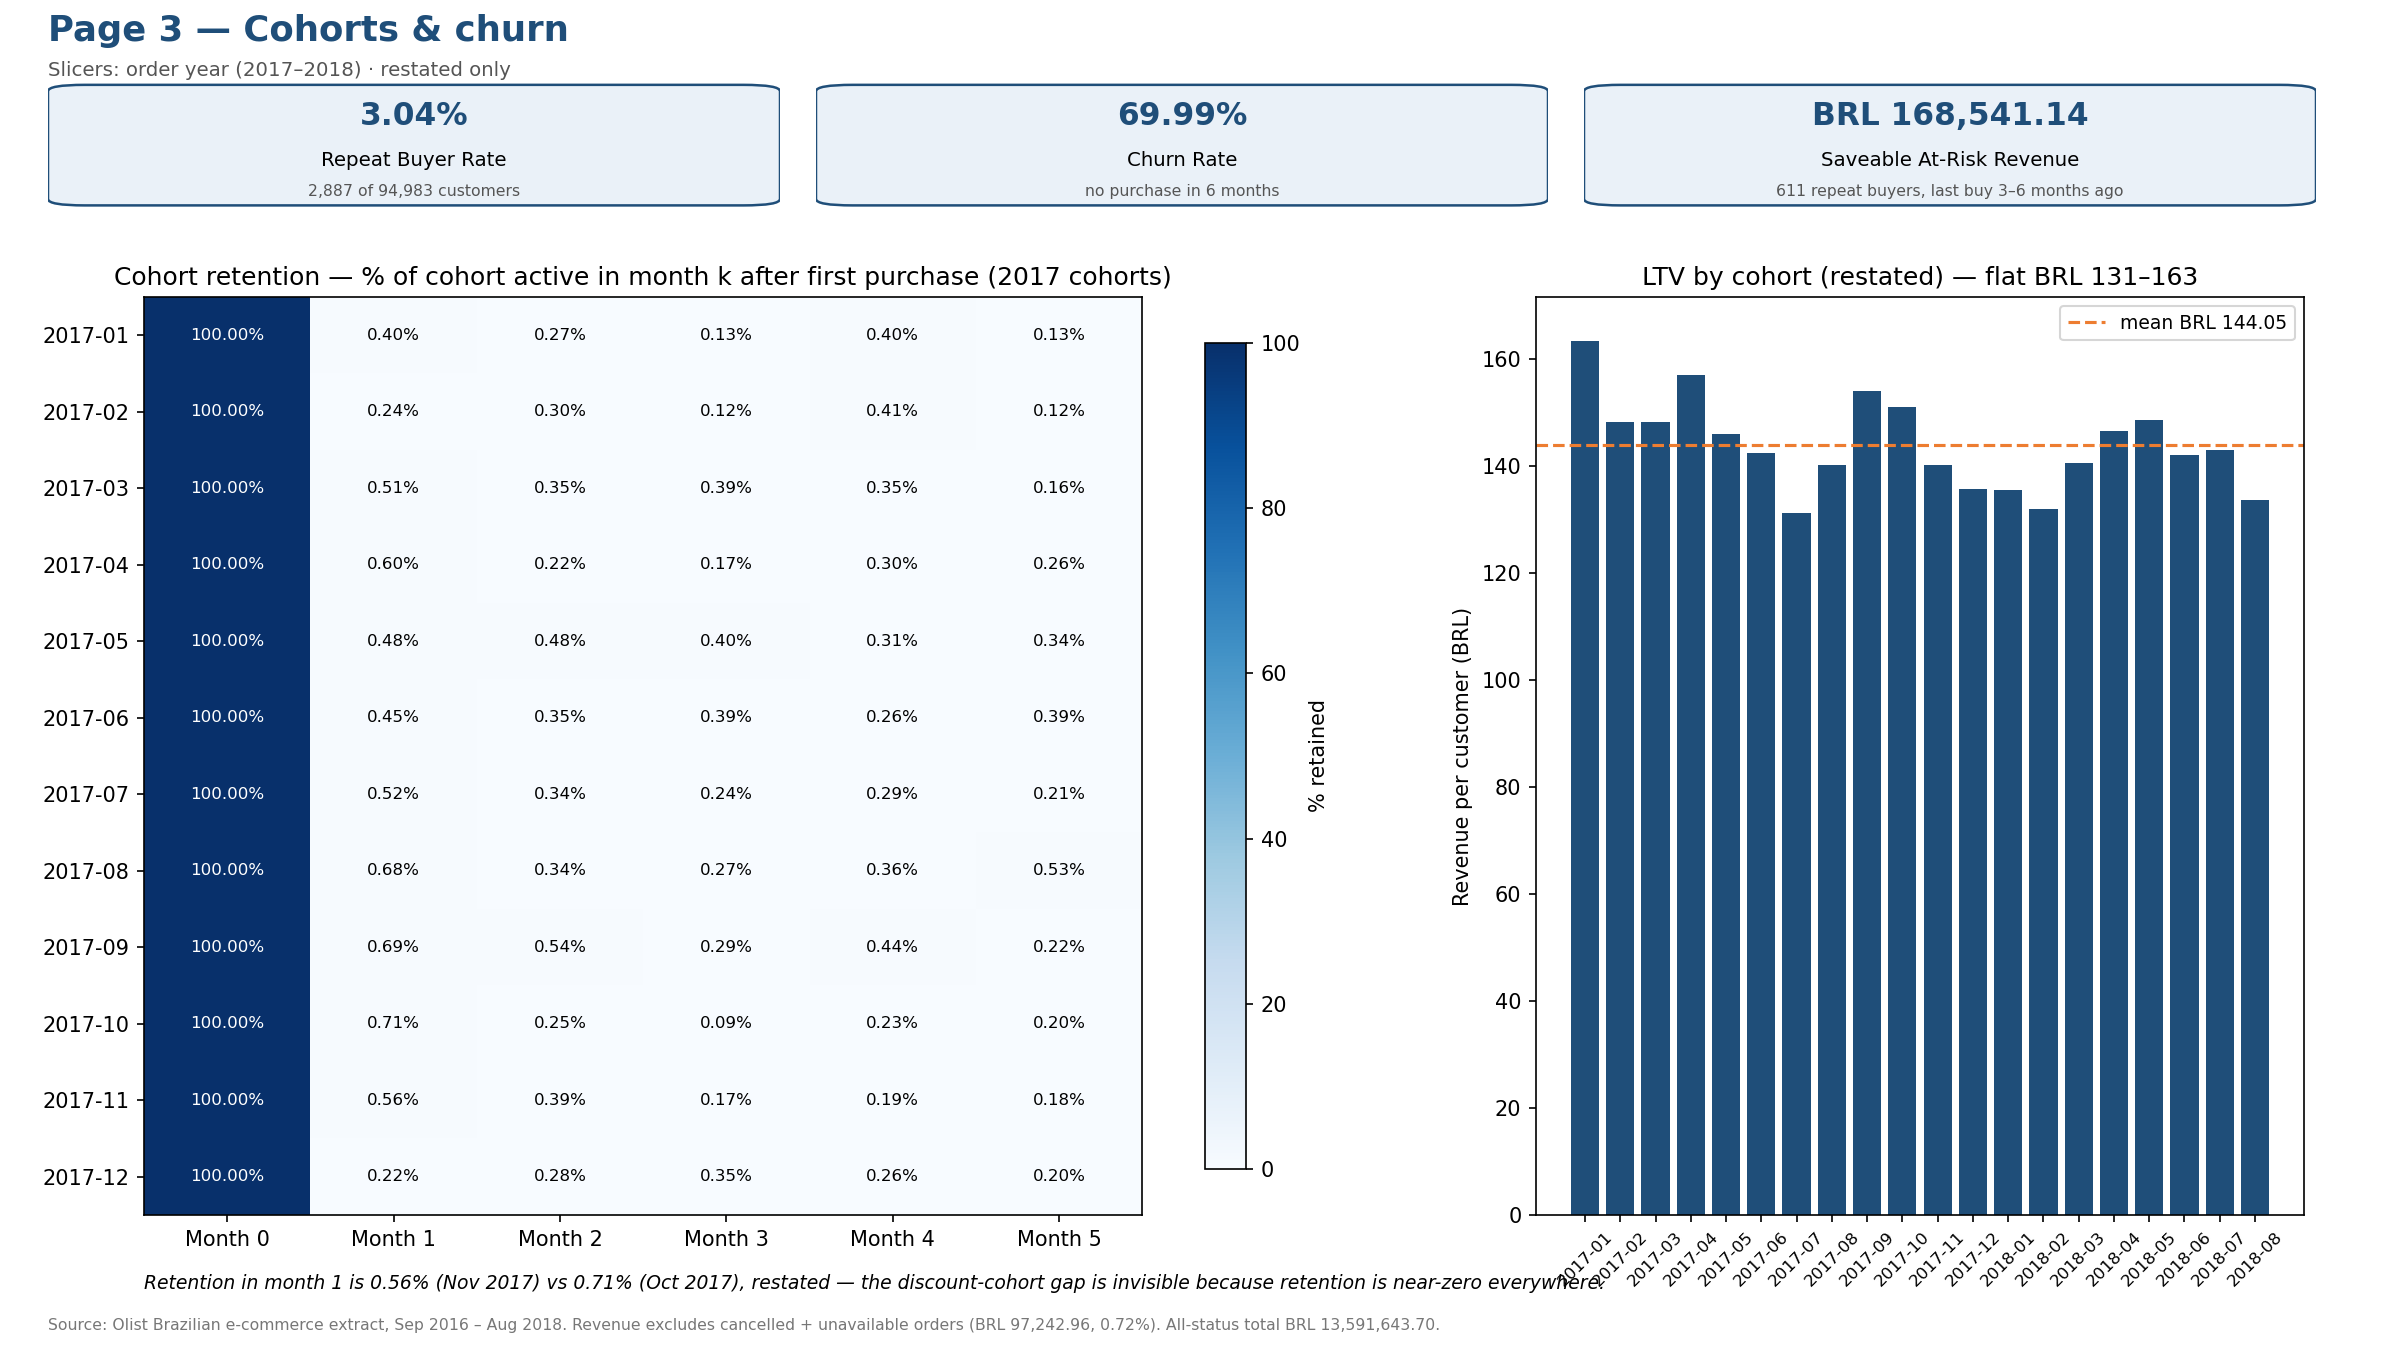 Page 3 — Cohorts & churn
Slicers: order year (2017–2018) · restated only
3.04%
Repeat Buyer Rate
2,887 of 94,983 customers
69.99%
Churn Rate
no purchase in 6 months
BRL 168,541.14
Saveable At-Risk Revenue
611 repeat buyers, last buy 3–6 months ago
Cohort retention — % of cohort active in month k after first purchase (2017 cohorts)
2017-01 100.00% 0.40% 0.27% 0.13% 0.40% 0.13%
2017-02 100.00% 0.24% 0.30% 0.12% 0.41% 0.12%
2017-03 100.00% 0.51% 0.35% 0.39% 0.35% 0.16%
2017-04 100.00% 0.60% 0.22% 0.17% 0.30% 0.26%
2017-05 100.00% 0.48% 0.48% 0.40% 0.31% 0.34%
2017-06 100.00% 0.45% 0.35% 0.39% 0.26% 0.39%
2017-07 100.00% 0.52% 0.34% 0.24% 0.29% 0.21%
2017-08 100.00% 0.68% 0.34% 0.27% 0.36% 0.53%
2017-09 100.00% 0.69% 0.54% 0.29% 0.44% 0.22%
2017-10 100.00% 0.71% 0.25% 0.09% 0.23% 0.20%
2017-11 100.00% 0.56% 0.39% 0.17% 0.19% 0.18%
2017-12 100.00% 0.22% 0.28% 0.35% 0.26% 0.20%
Month 0 Month 1 Month 2 Month 3 Month 4 Month 5
100
80
60
40
20
0
% retained
LTV by cohort (restated) — flat BRL 131–163
mean BRL 144.05
Revenue per customer (BRL)
160
140
120
100
80
60
40
20
0
2017-01 2017-02 2017-03 2017-04 2017-05 2017-06 2017-07 2017-08 2017-09 2017-10 2017-11 2017-12 2018-01 2018-02 2018-03 2018-04 2018-05 2018-06 2018-07 2018-08
Retention in month 1 is 0.56% (Nov 2017) vs 0.71% (Oct 2017), restated — the discount-cohort gap is invisible because retention is near-zero everywhere.
Source: Olist Brazilian e-commerce extract, Sep 2016 – Aug 2018. Revenue excludes cancelled + unavailable orders (BRL 97,242.96, 0.72%). All-status total BRL 13,591,643.70.